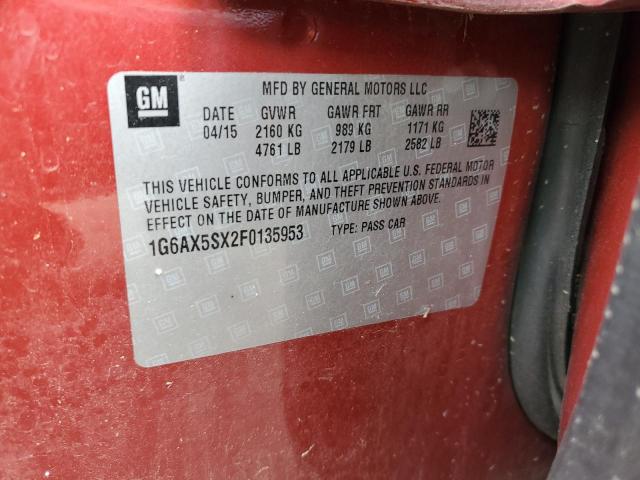 GM
MFD BY GENERAL MOTORS LLC
DATE GVWR GAWR FRT GAWR RR
04/15 2160 KG 989 KG 1171 KG
4761 LB 2179 LB 2582 LB
THIS VEHICLE CONFORMS TO ALL APPLICABLE U.S. FEDERAL MOTOR
VEHICLE SAFETY, BUMPER, AND THEFT PREVENTION STANDARDS IN
EFFECT ON THE DATE OF MANUFACTURE SHOWN ABOVE.
1G6AX5SX2F0135953 TYPE: PASS CAR